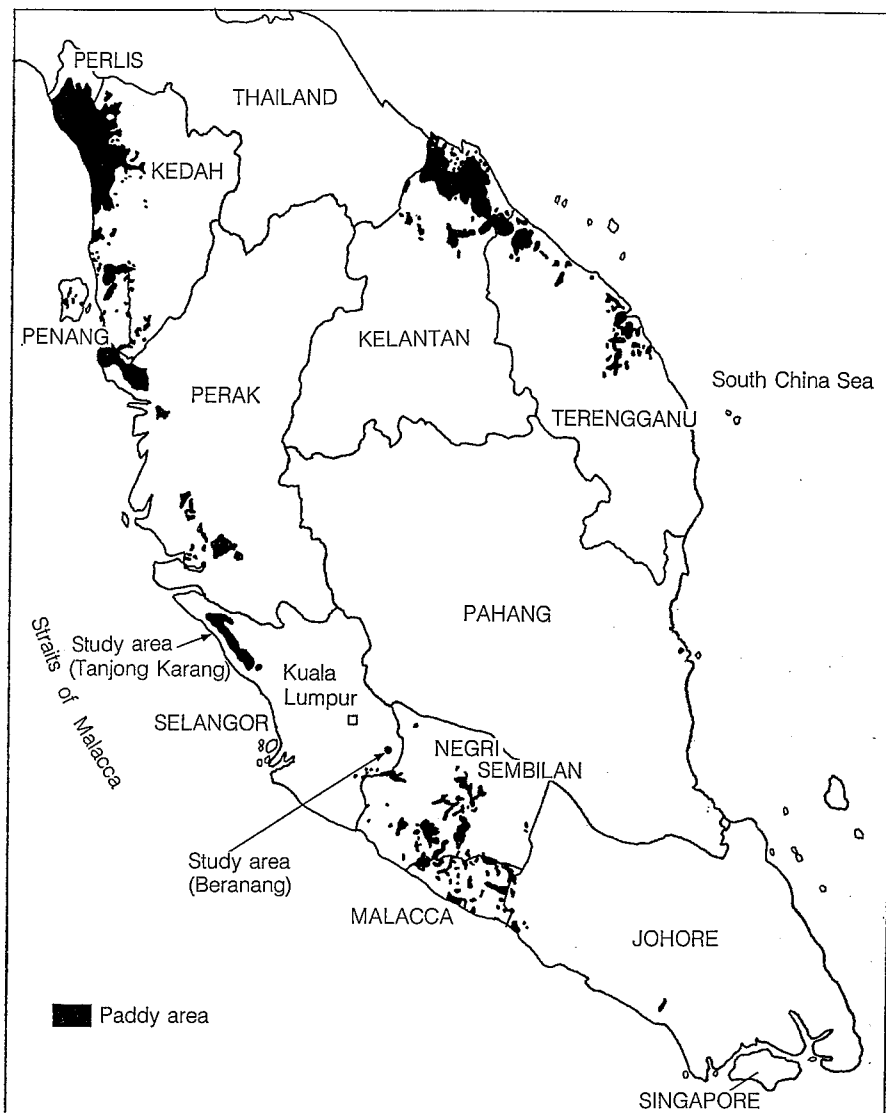 PERLIS
THAILAND
KEDAH
PENANG
KELANTAN
PERAK
South China Sea
TERENGGANU
PAHANG
Straits of Malacca
Study area
(Tanjong Karang)
Kuala
Lumpur
SELANGOR
NEGRI
SEMBILAN
Study area
(Beranang)
MALACCA
JOHORE
Paddy area
SINGAPORE